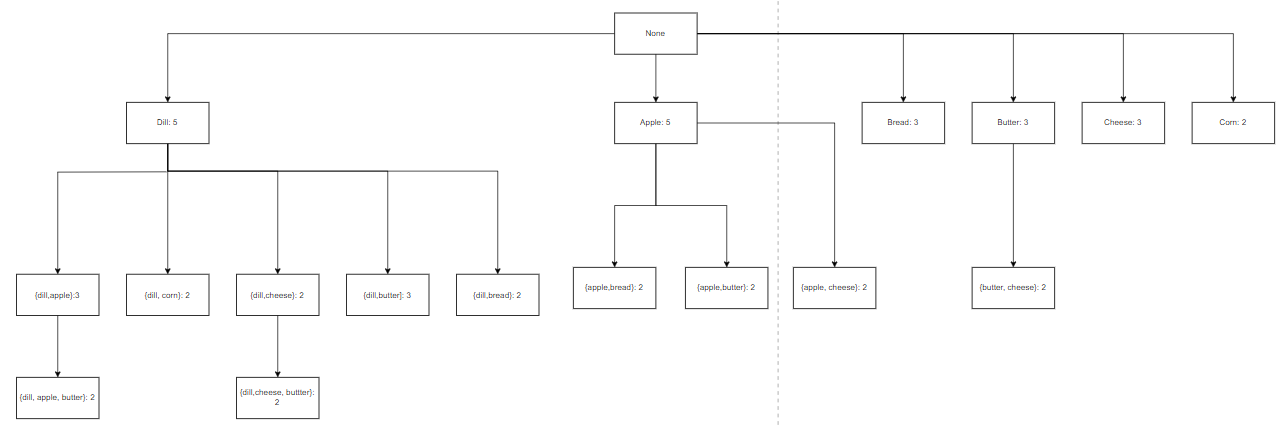 None
Dill: 5
Apple: 5
Bread: 3
Butter: 3
Cheese: 3
Corn: 2
{dill,apple}:3
{dill, corn}: 2
{dill,cheese}: 2
{dill,butter]: 3
{dill,bread}: 2
{apple,bread}: 2
{apple,butter}: 2
{apple, cheese}: 2
{butter, cheese}: 2
{dill, apple, butter}: 2
{dill,cheese, buttter}:
2